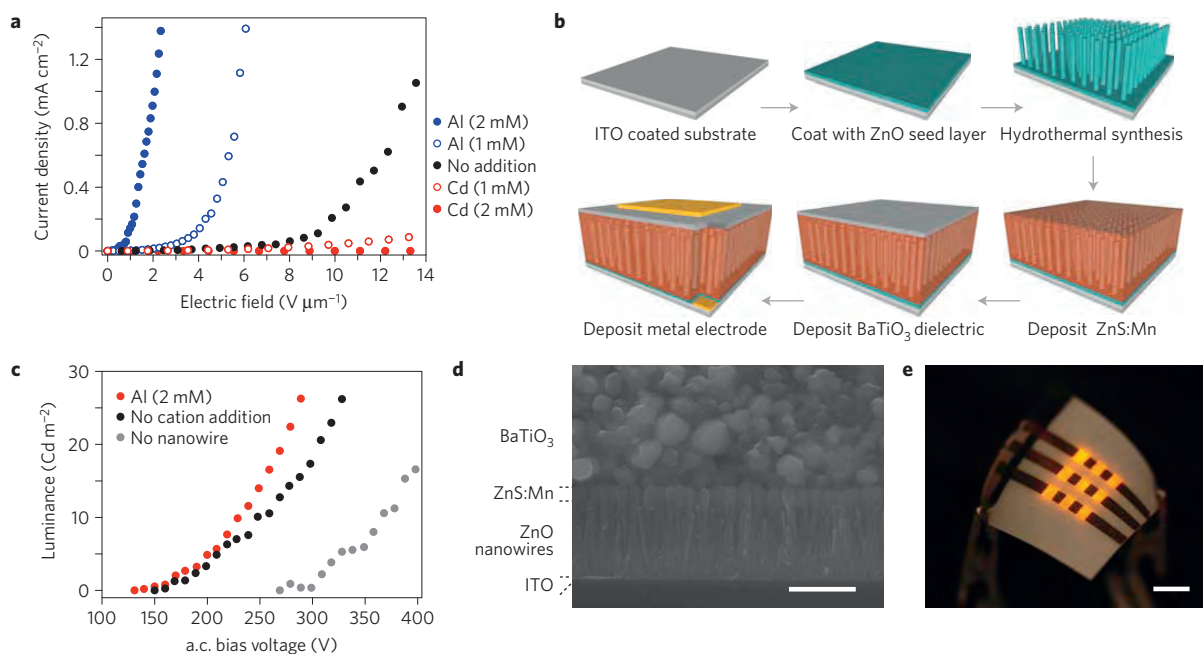 a
Current density (mA cm−2)
1.2
0.8
0.4
0
0 2 4 6 8 10 12 14
Electric field (V μm−1)
Al (2 mM)
Al (1 mM)
No addition
Cd (1 mM)
Cd (2 mM)
b
ITO coated substrate
Coat with ZnO seed layer
Hydrothermal synthesis
Deposit metal electrode
Deposit BaTiO3 dielectric
Deposit ZnS:Mn
c
Luminance (Cd m−2)
30
20
10
0
100 200 300 400
a.c. bias voltage (V)
Al (2 mM)
No cation addition
No nanowire
d
BaTiO3
ZnS:Mn
ZnO
nanowires
ITO
e